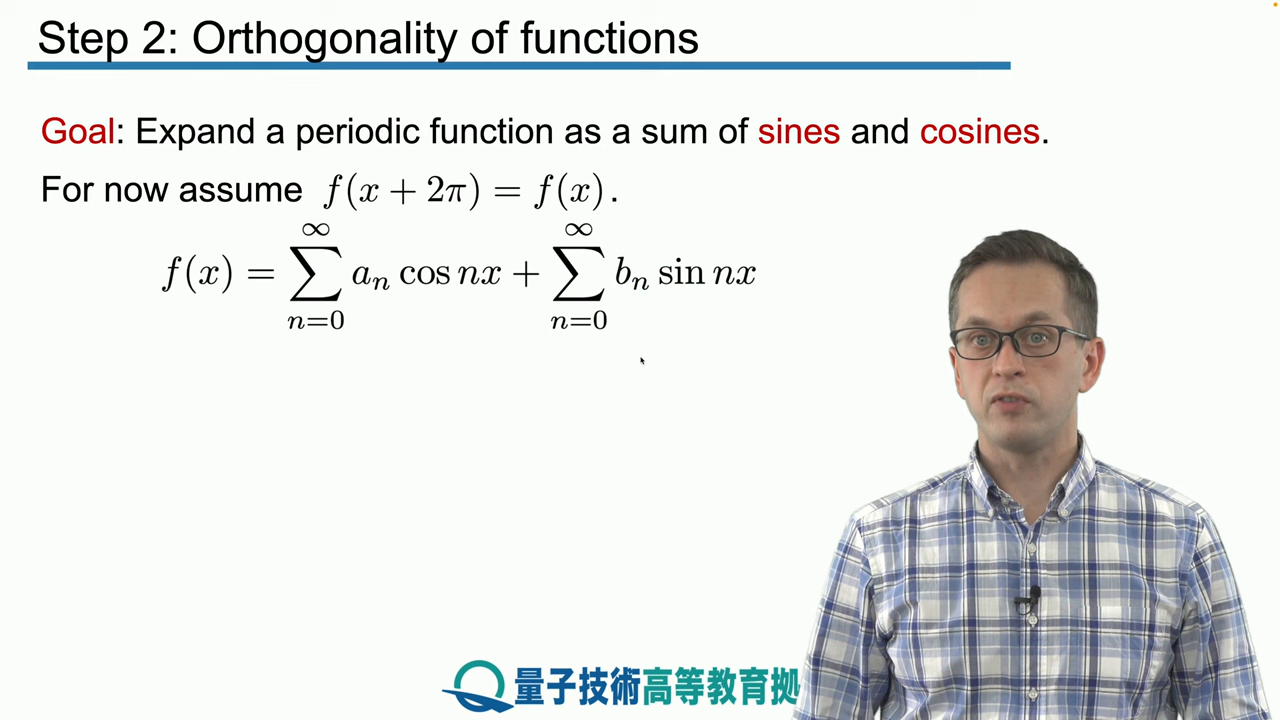 Step 2: Orthogonality of functions
Goal: Expand a periodic function as a sum of sines and cosines.
For now assume f(x + 2π) = f(x).
f(x) = ∑_{n=0}^{∞} a_n cos nx + ∑_{n=0}^{∞} b_n sin nx
量子技術高等教育拠